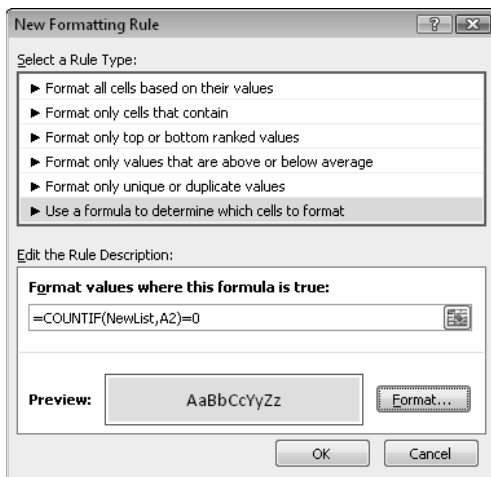 New Formatting Rule
Select a Rule Type:
► Format all cells based on their values
► Format only cells that contain
► Format only top or bottom ranked values
► Format only values that are above or below average
► Format only unique or duplicate values
► Use a formula to determine which cells to format
Edit the Rule Description:
Format values where this formula is true:
=COUNTIF(NewList,A2)=0
Preview: AaBbCcYyZz Format...
OK Cancel